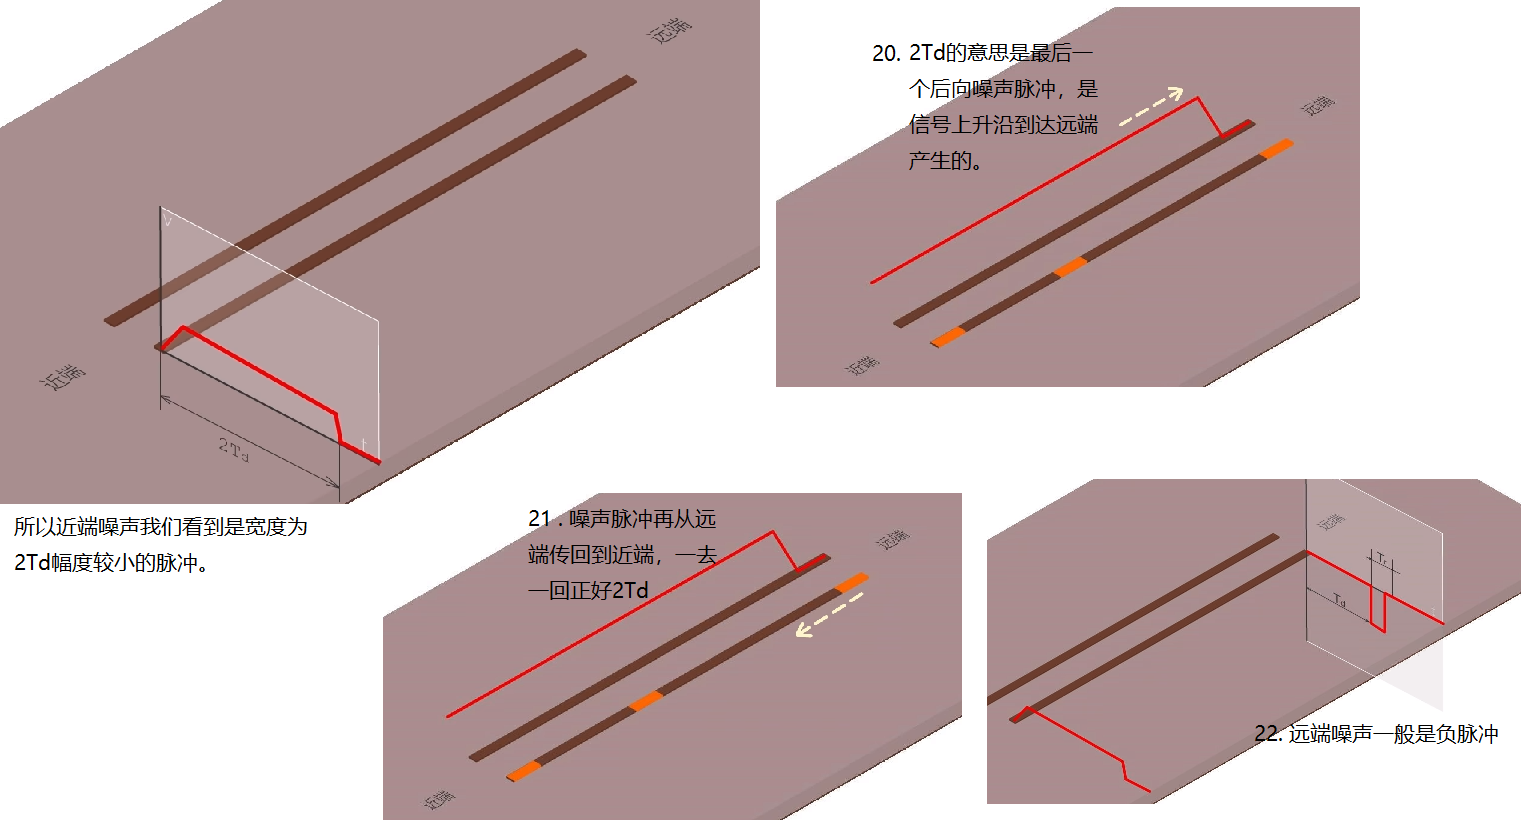 远端
V
近端
2Td
t
所以近端噪声我们看到是宽度为
2Td幅度较小的脉冲。
20. 2Td的意思是最后一
个后向噪声脉冲，是
信号上升沿到达远端
产生的。
远端
近端
21 . 噪声脉冲再从远
端传回到近端，一去
一回正好2Td
远端
近端
远端
Tr
Td
t
22. 远端噪声一般是负脉冲